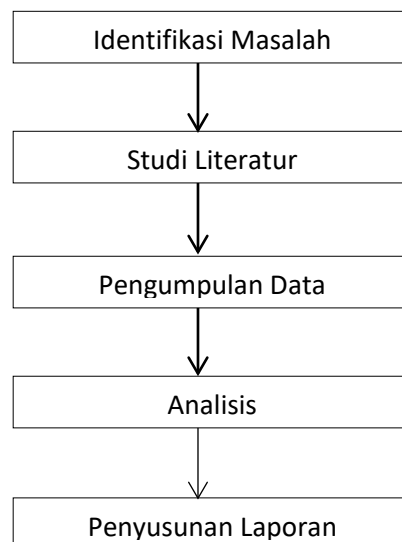 Identifikasi Masalah
Studi Literatur
Pengumpulan Data
Analisis
Penyusunan Laporan